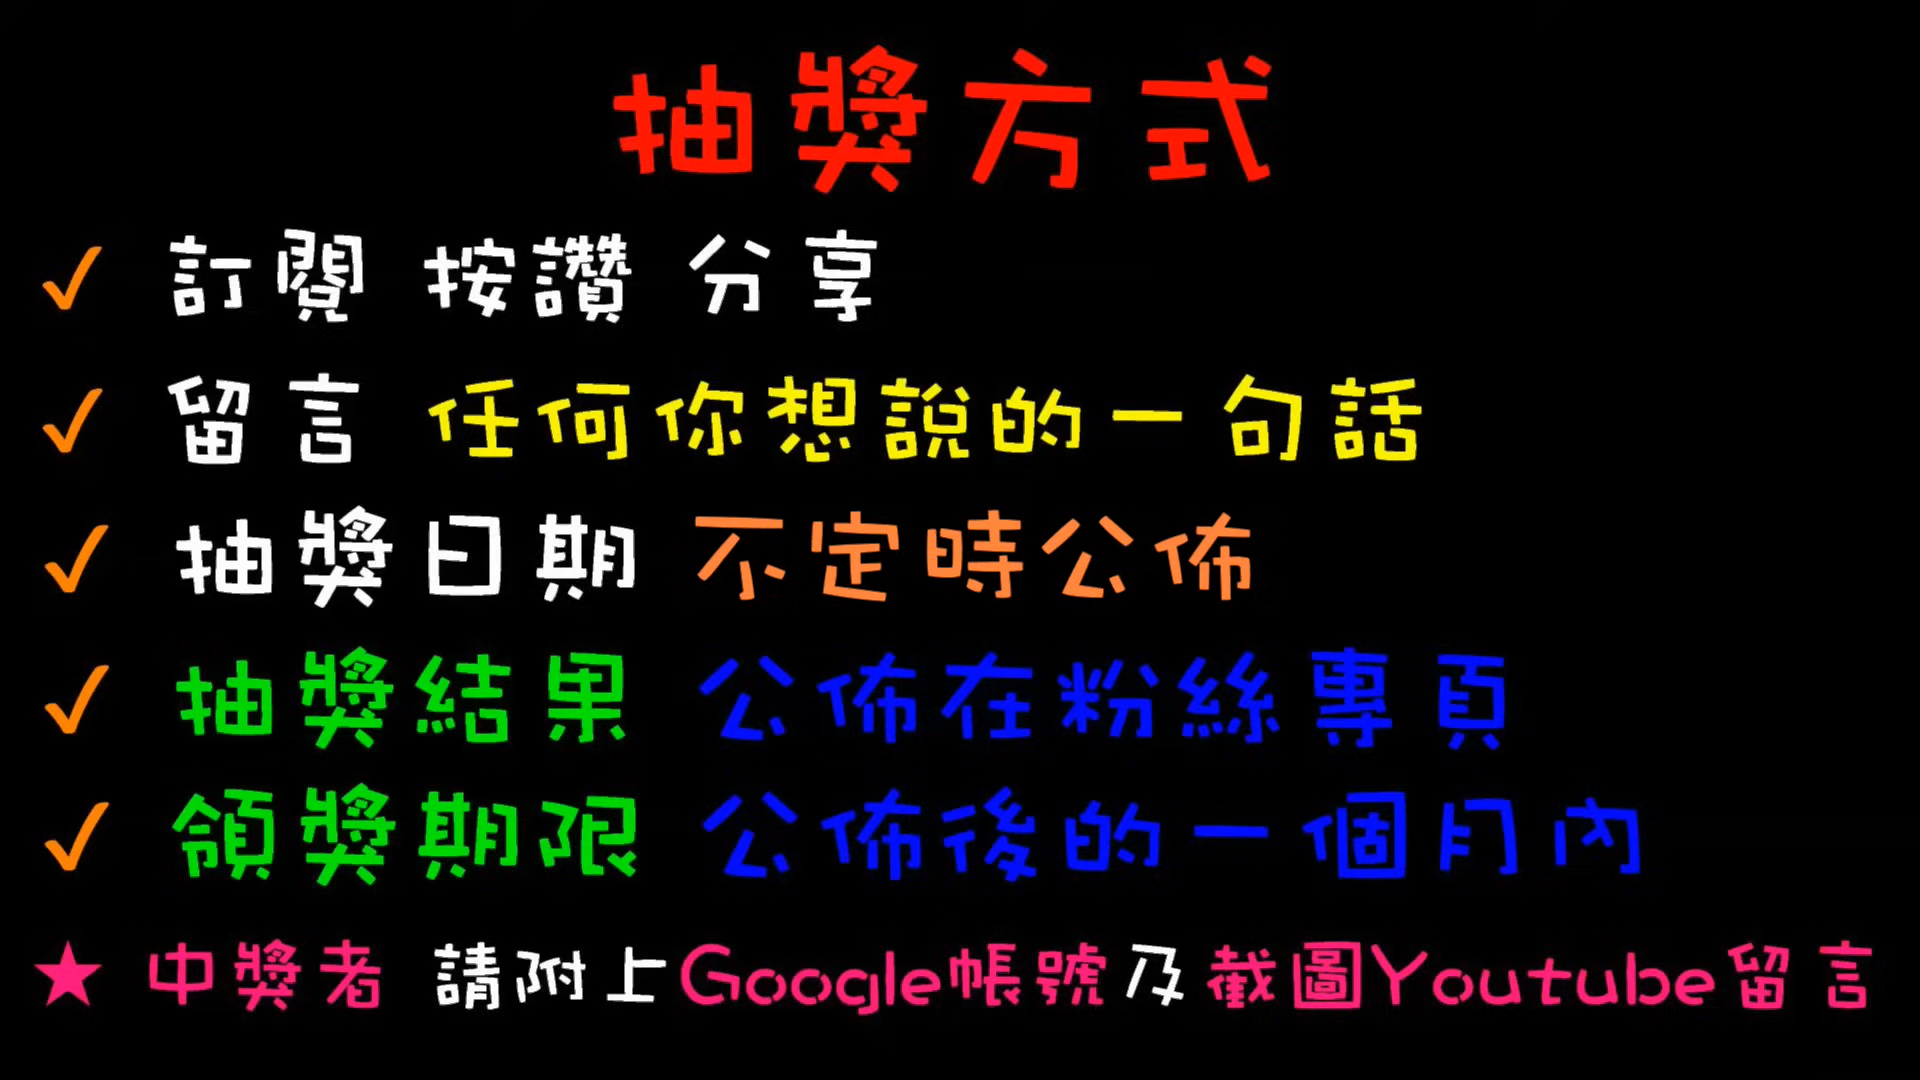 抽獎方式
✓ 訂閱 按讚 分享
✓ 留言 任何你想說的一句話
✓ 抽獎日期 不定時公佈
✓ 抽獎結果 公佈在粉絲專頁
✓ 領獎期限 公佈後的一個月內
★ 中獎者 請附上Google帳號及截圖Youtube留言